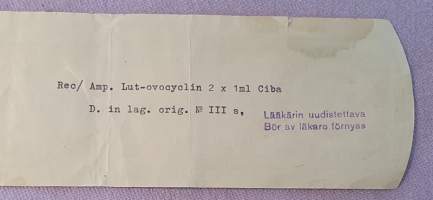 Rec/ Amp. Lut-ovocyclin 2 x 1ml Ciba
D. in lag. orig. № III s,
Lääkärin uudistettava
Bör av läkare förnyas